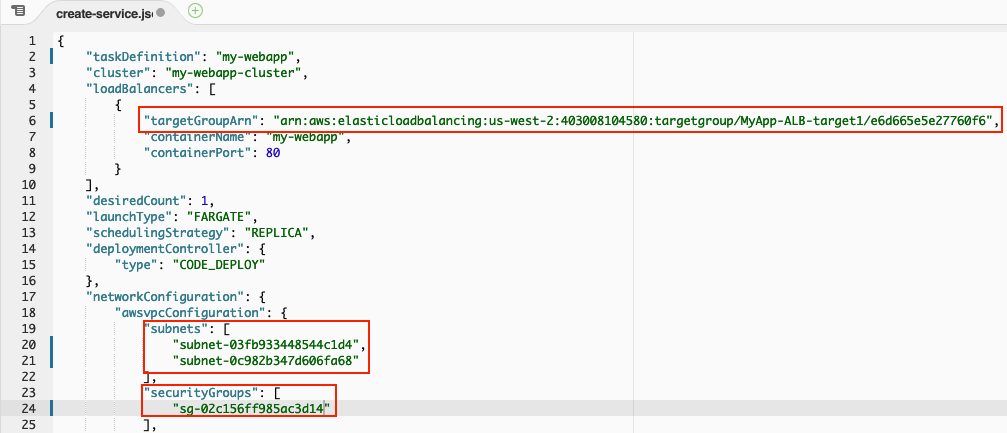 create-service.jsc
1 {
2 "taskDefinition": "my-webapp",
3 "cluster": "my-webapp-cluster",
4 "loadBalancers": [
5 {
6 "targetGroupArn": "arn:aws:elasticloadbalancing:us-west-2:403008104580:targetgroup/MyApp-ALB-target1/e6d665e5e27760f6",
7 "containerName": "my-webapp",
8 "containerPort": 80
9 }
10 ],
11 "desiredCount": 1,
12 "launchType": "FARGATE",
13 "schedulingStrategy": "REPLICA",
14 "deploymentController": {
15 "type": "CODE_DEPLOY"
16 },
17 "networkConfiguration": {
18 "awsvpcConfiguration": {
19 "subnets": [
20 "subnet-03fb933448544c1d4",
21 "subnet-0c982b347d606fa68"
22 ],
23 "securityGroups": [
24 "sg-02c156ff985ac3d14"
25 ],